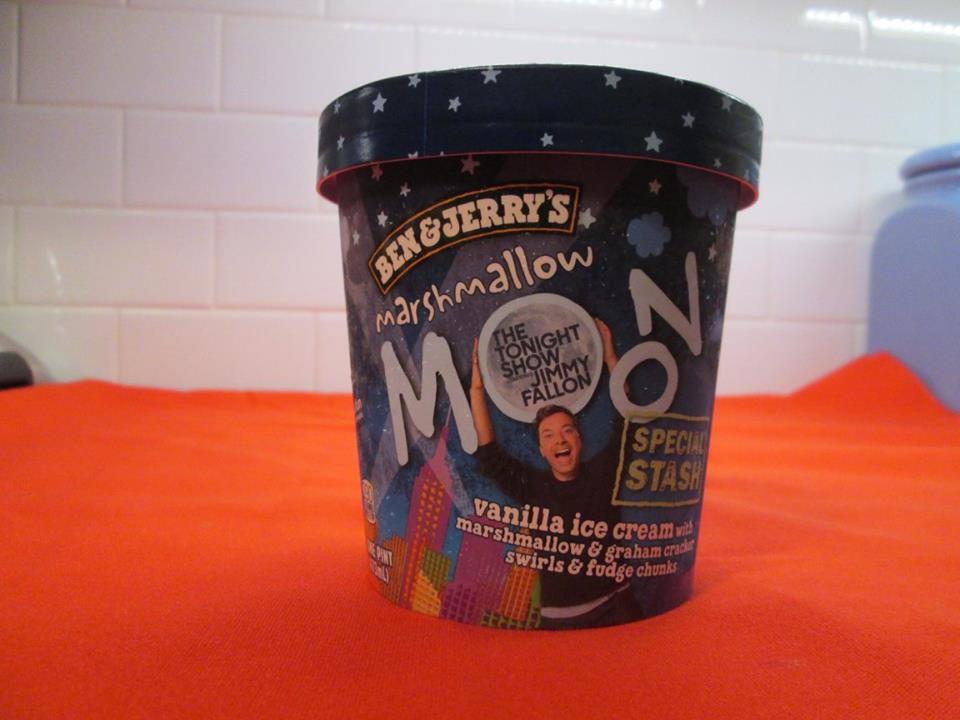 BEN & JERRY'S
marshmallow
MOON
THE
TONIGHT
SHOW
JIMMY
FALLON
SPECIAL
STASH
vanilla ice cream with
marshmallow & graham cracker
swirls & fudge chunks
PINT